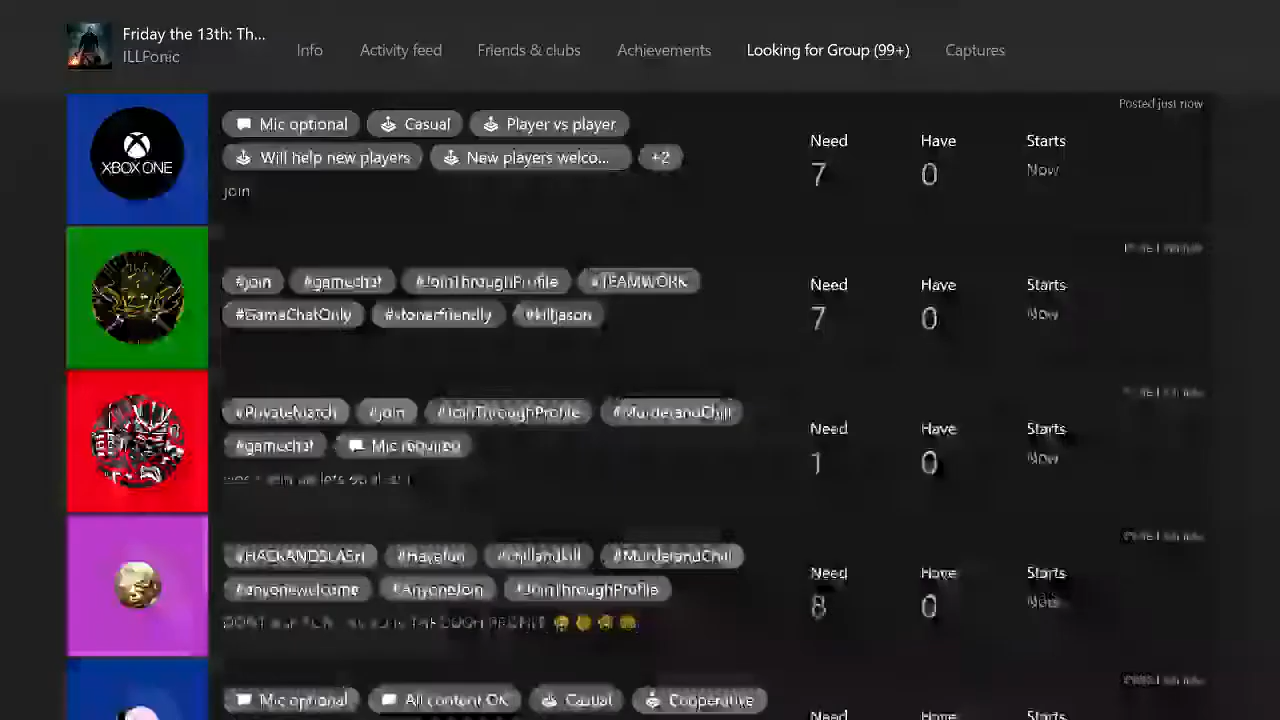 Friday the 13th: Th...
ILLFonic
Info Activity feed Friends & clubs Achievements Looking for Group (99+) Captures
Posted just now
XBOX ONE
Mic optional Casual Player vs player
Will help new players New players welco... +2
join
Need Have Starts
7 0 Now
#join #gamechat #JoinThroughProfile #TEAMWORK
#GameChatOnly #stonerfriendly #killjason
Need Have Starts
7 0 Now
#PrivateMatch #join #JoinThroughProfile #MurderandChill
#gamechat Mic required
Need Have Starts
1 0 Now
#HACKANDSLASH #Havefun #chillandkill #MurderandChill
#anyonewelcome #AnyoneJoin #JoinThroughProfile
Need Have Starts
8 0 Now
Mic optional All content OK Casual Cooperative
Need Have Starts